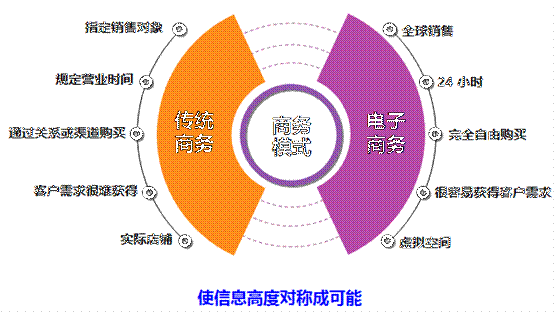 指定销售对象
规定营业时间
通过关系或渠道购买
客户需求很难获得
实际店铺
传统
商务
商务
模式
电子
商务
全球销售
24 小时
完全自由购买
很容易获得客户需求
虚拟空间
使信息高度对称成可能